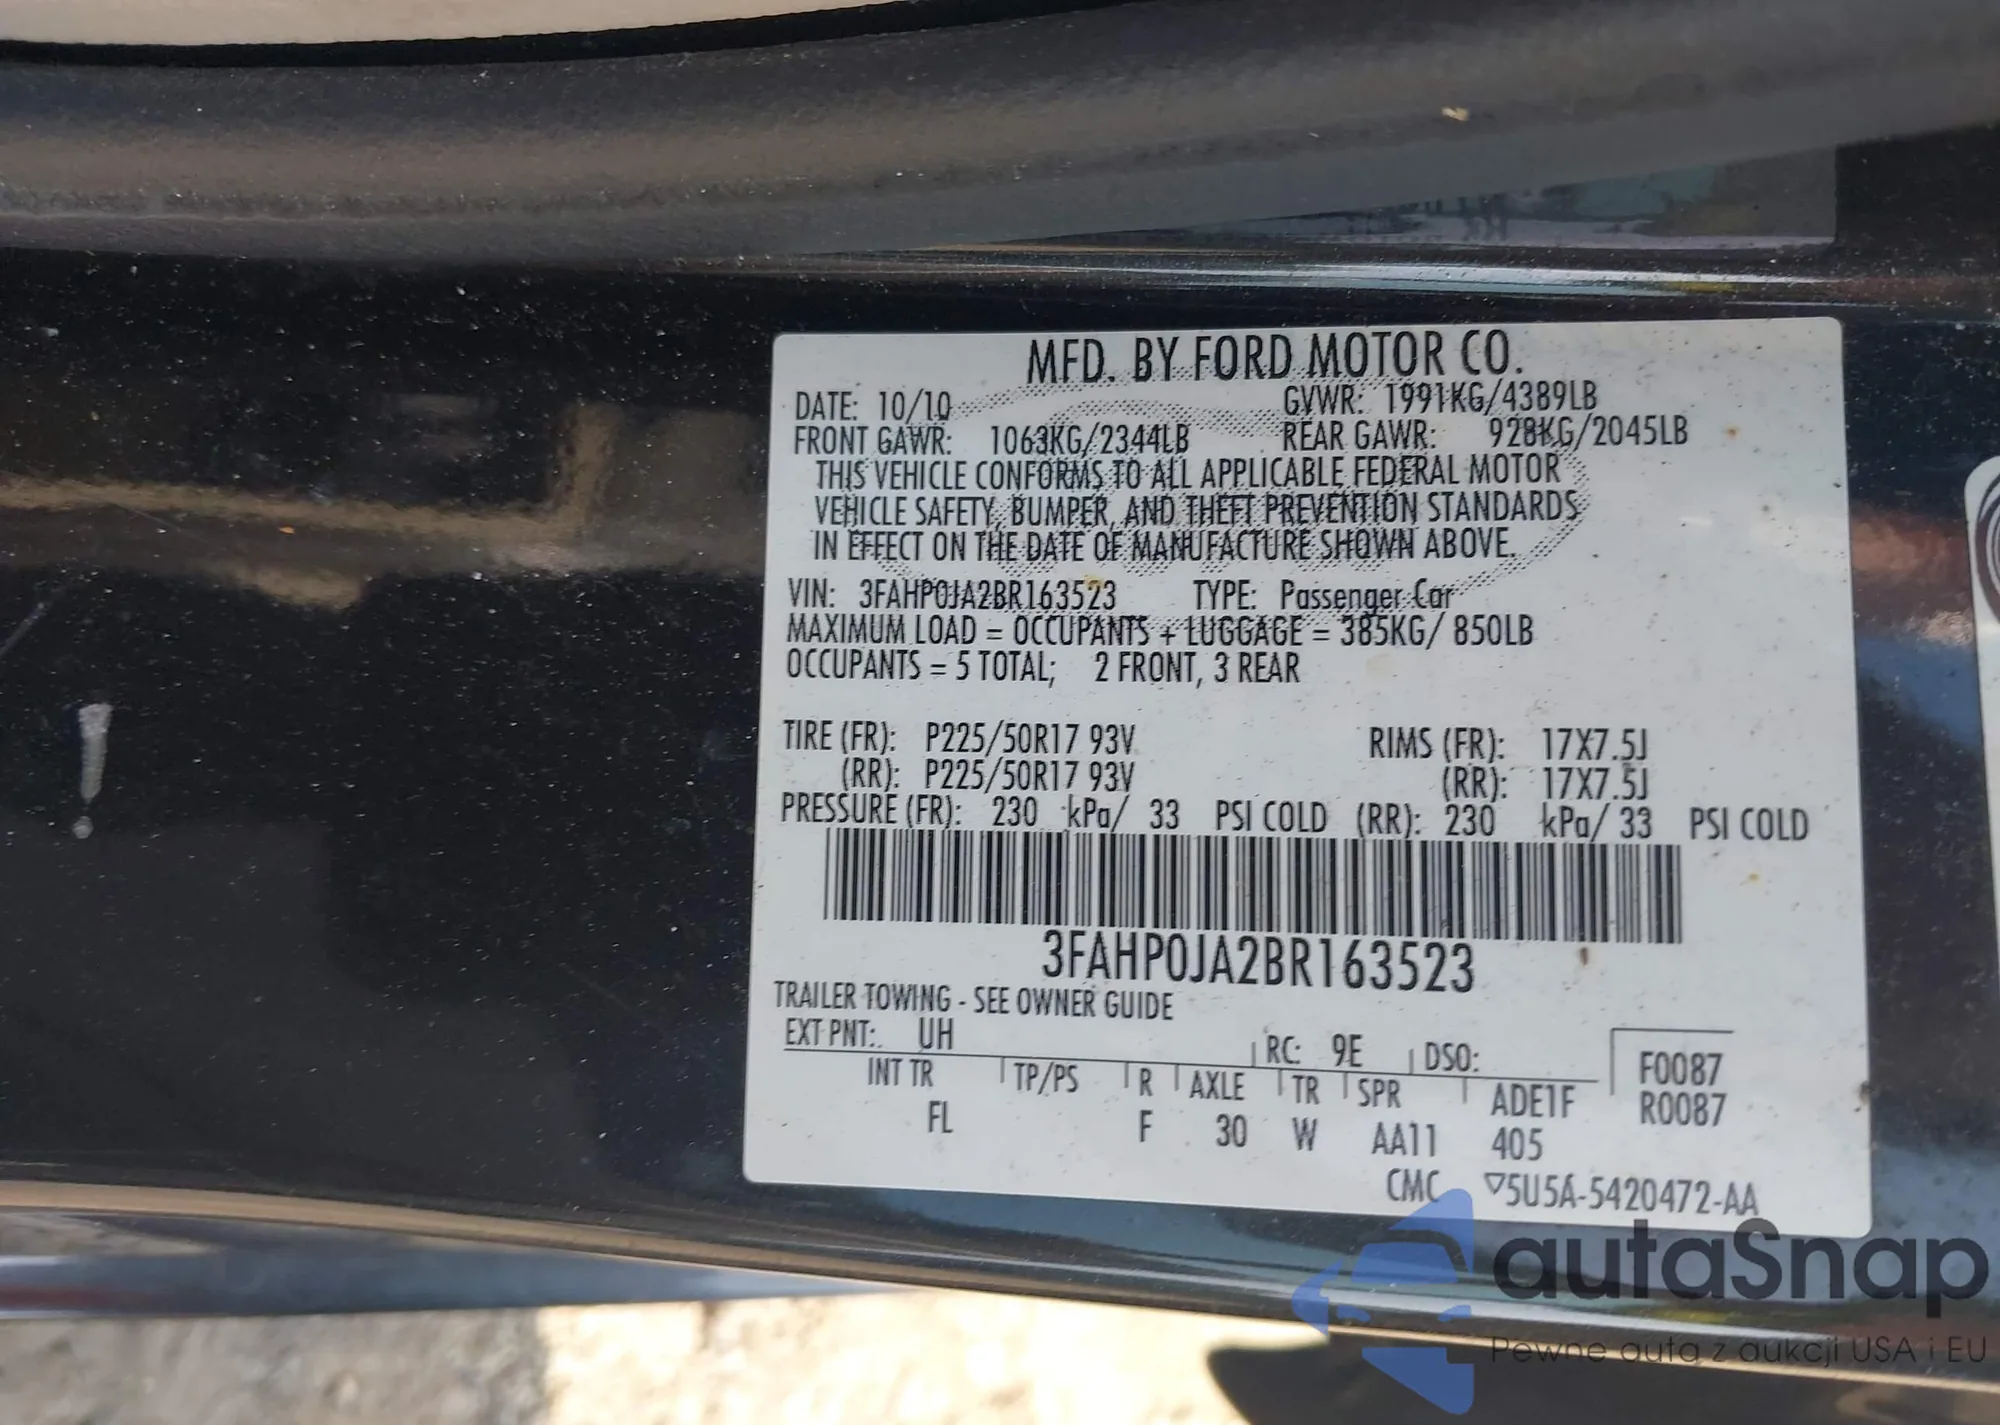 MFD. BY FORD MOTOR CO.
DATE: 10/10 GVWR: 1991KG/4389LB
FRONT GAWR: 1063KG/2344LB REAR GAWR: 928KG/2045LB
THIS VEHICLE CONFORMS TO ALL APPLICABLE FEDERAL MOTOR
VEHICLE SAFETY, BUMPER, AND THEFT PREVENTION STANDARDS
IN EFFECT ON THE DATE OF MANUFACTURE SHOWN ABOVE.
VIN: 3FAHP0JA2BR163523 TYPE: Passenger Car
MAXIMUM LOAD = OCCUPANTS + LUGGAGE = 385KG/ 850LB
OCCUPANTS = 5 TOTAL; 2 FRONT, 3 REAR
TIRE (FR): P225/50R17 93V RIMS (FR): 17X7.5J
(RR): P225/50R17 93V (RR): 17X7.5J
PRESSURE (FR): 230 kPa/ 33 PSI COLD (RR): 230 kPa/ 33 PSI COLD
3FAHP0JA2BR163523
TRAILER TOWING - SEE OWNER GUIDE
EXT PNT: UH RC: 9E DSO: F0087
INT TR TP/PS R AXLE TR SPR ADE1F R0087
FL F 30 W AA11 405
CMC ▽5U5A-5420472-AA
autaSnap
Pewne auta z aukcji USA i EU